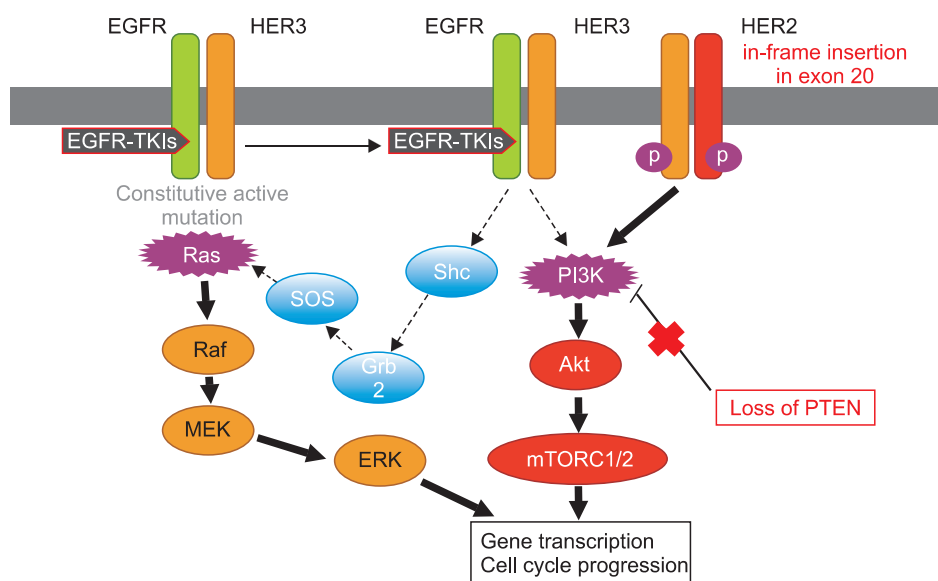 EGFR
HER3
EGFR
HER3
HER2
in-frame insertion
in exon 20
EGFR-TKIs
EGFR-TKIs
p
p
Constitutive active
mutation
Ras
SOS
Shc
PI3K
Raf
Grb
2
Akt
Loss of PTEN
MEK
ERK
mTORC1/2
Gene transcription
Cell cycle progression